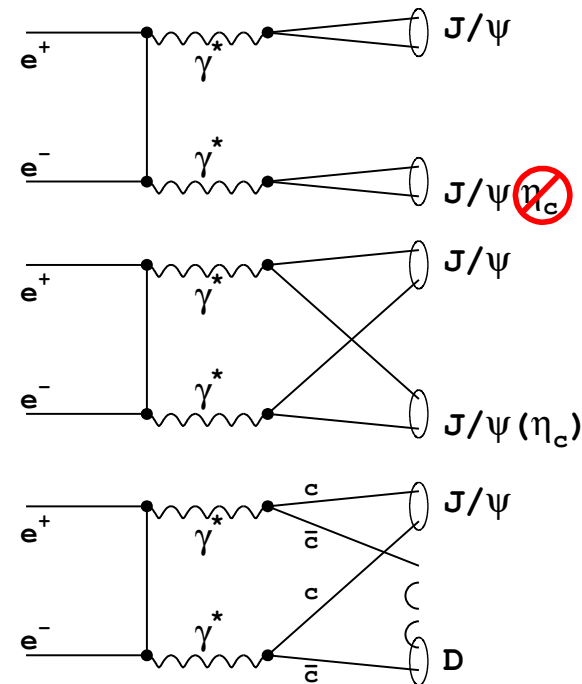 e+ γ* J/ψ
e− γ* J/ψ ηc
e+ γ* J/ψ
e− γ* J/ψ (ηc)
e+ γ* c c̄ J/ψ
e− γ* c c̄ D